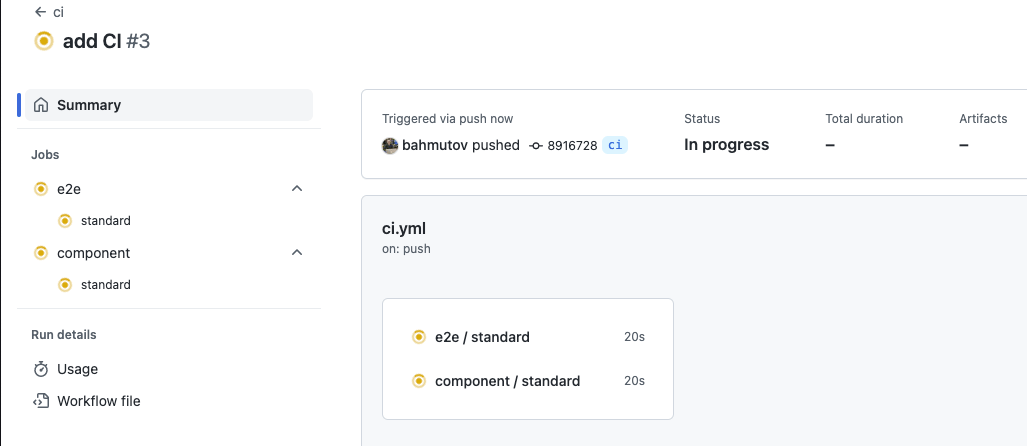 ← ci
add CI #3
Summary
Jobs
e2e
standard
component
standard
Run details
Usage
Workflow file
Triggered via push now
bahmutov pushed 8916728 ci
Status
In progress
Total duration
–
Artifacts
–
ci.yml
on: push
e2e / standard 20s
component / standard 20s